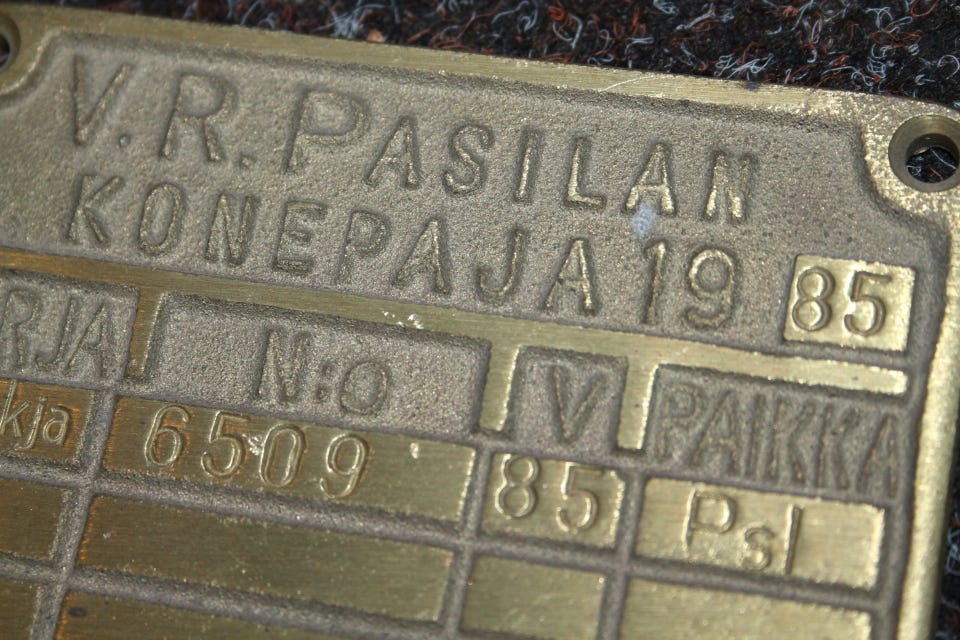 V.R. PASILAN
KONEPAJA 19 85
RJA N:O V PAIKKA
kja 6509 85 Psl